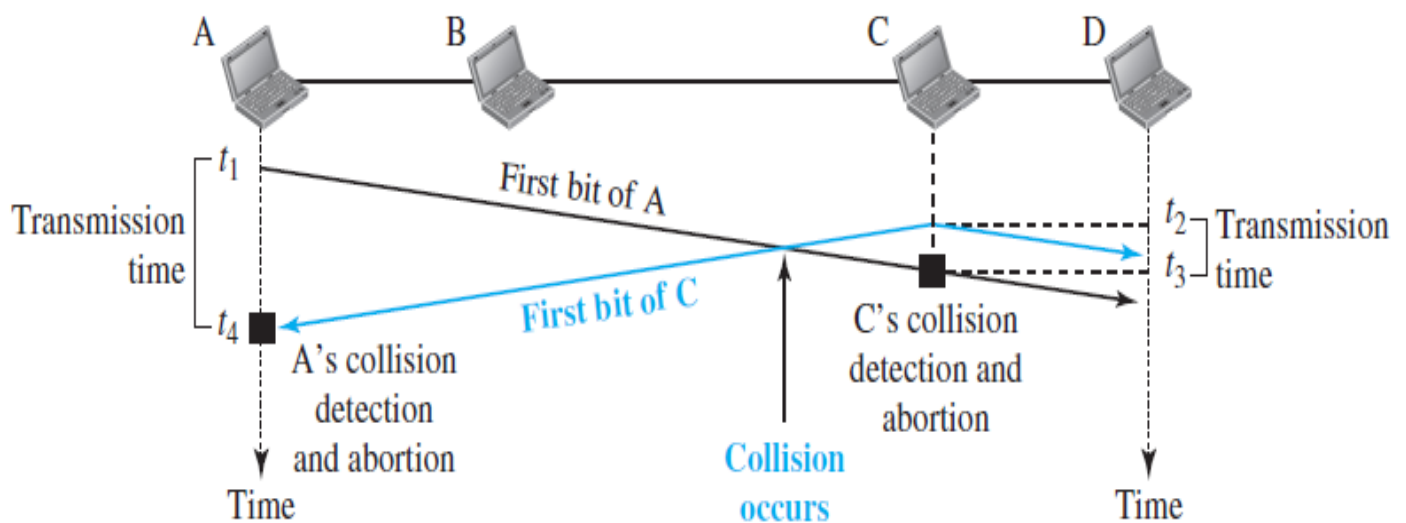 A
B
C
D
t1
First bit of A
t2
Transmission
time
Transmission
time
t3
First bit of C
t4
C's collision
detection and
abortion
A's collision
detection
and abortion
Collision
occurs
Time
Time